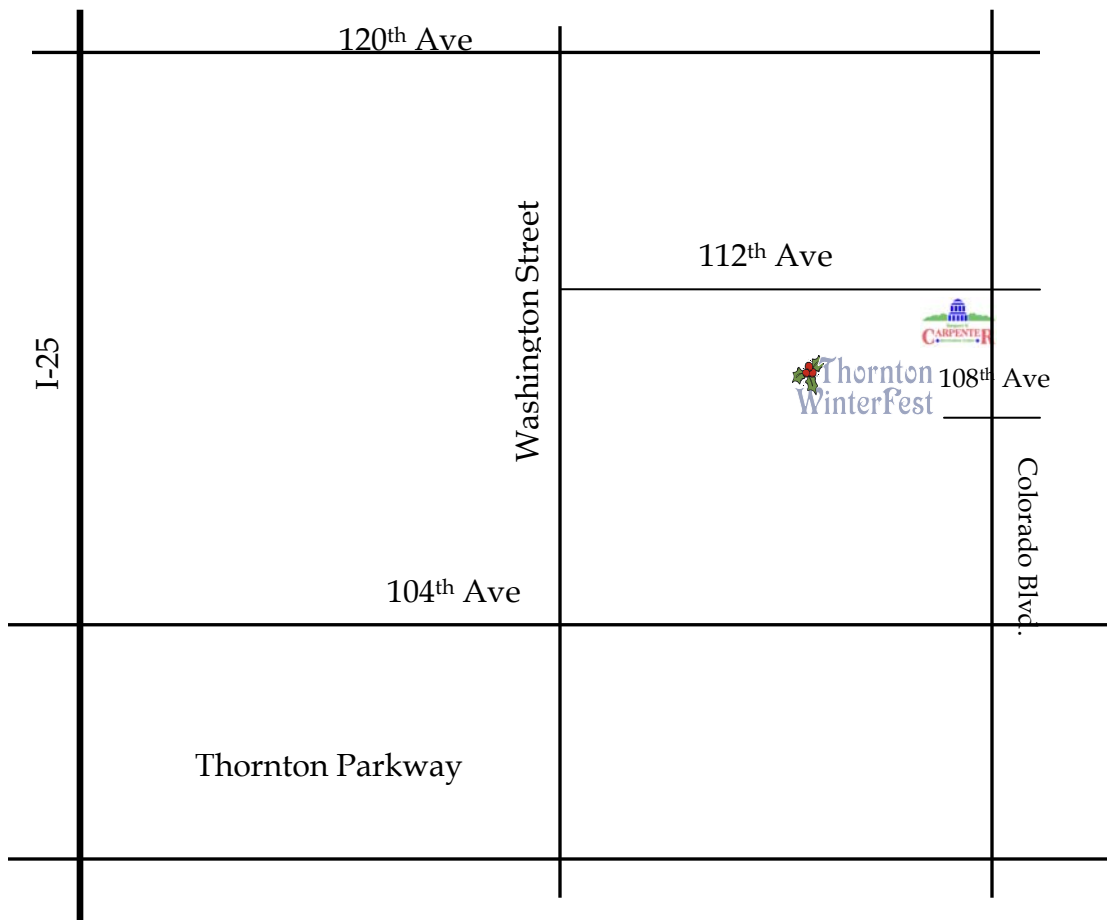 120th Ave
Washington Street
112th Ave
I-25
CARPENTER
Thornton
WinterFest
108th Ave
Colorado Blvd.
104th Ave
Thornton Parkway